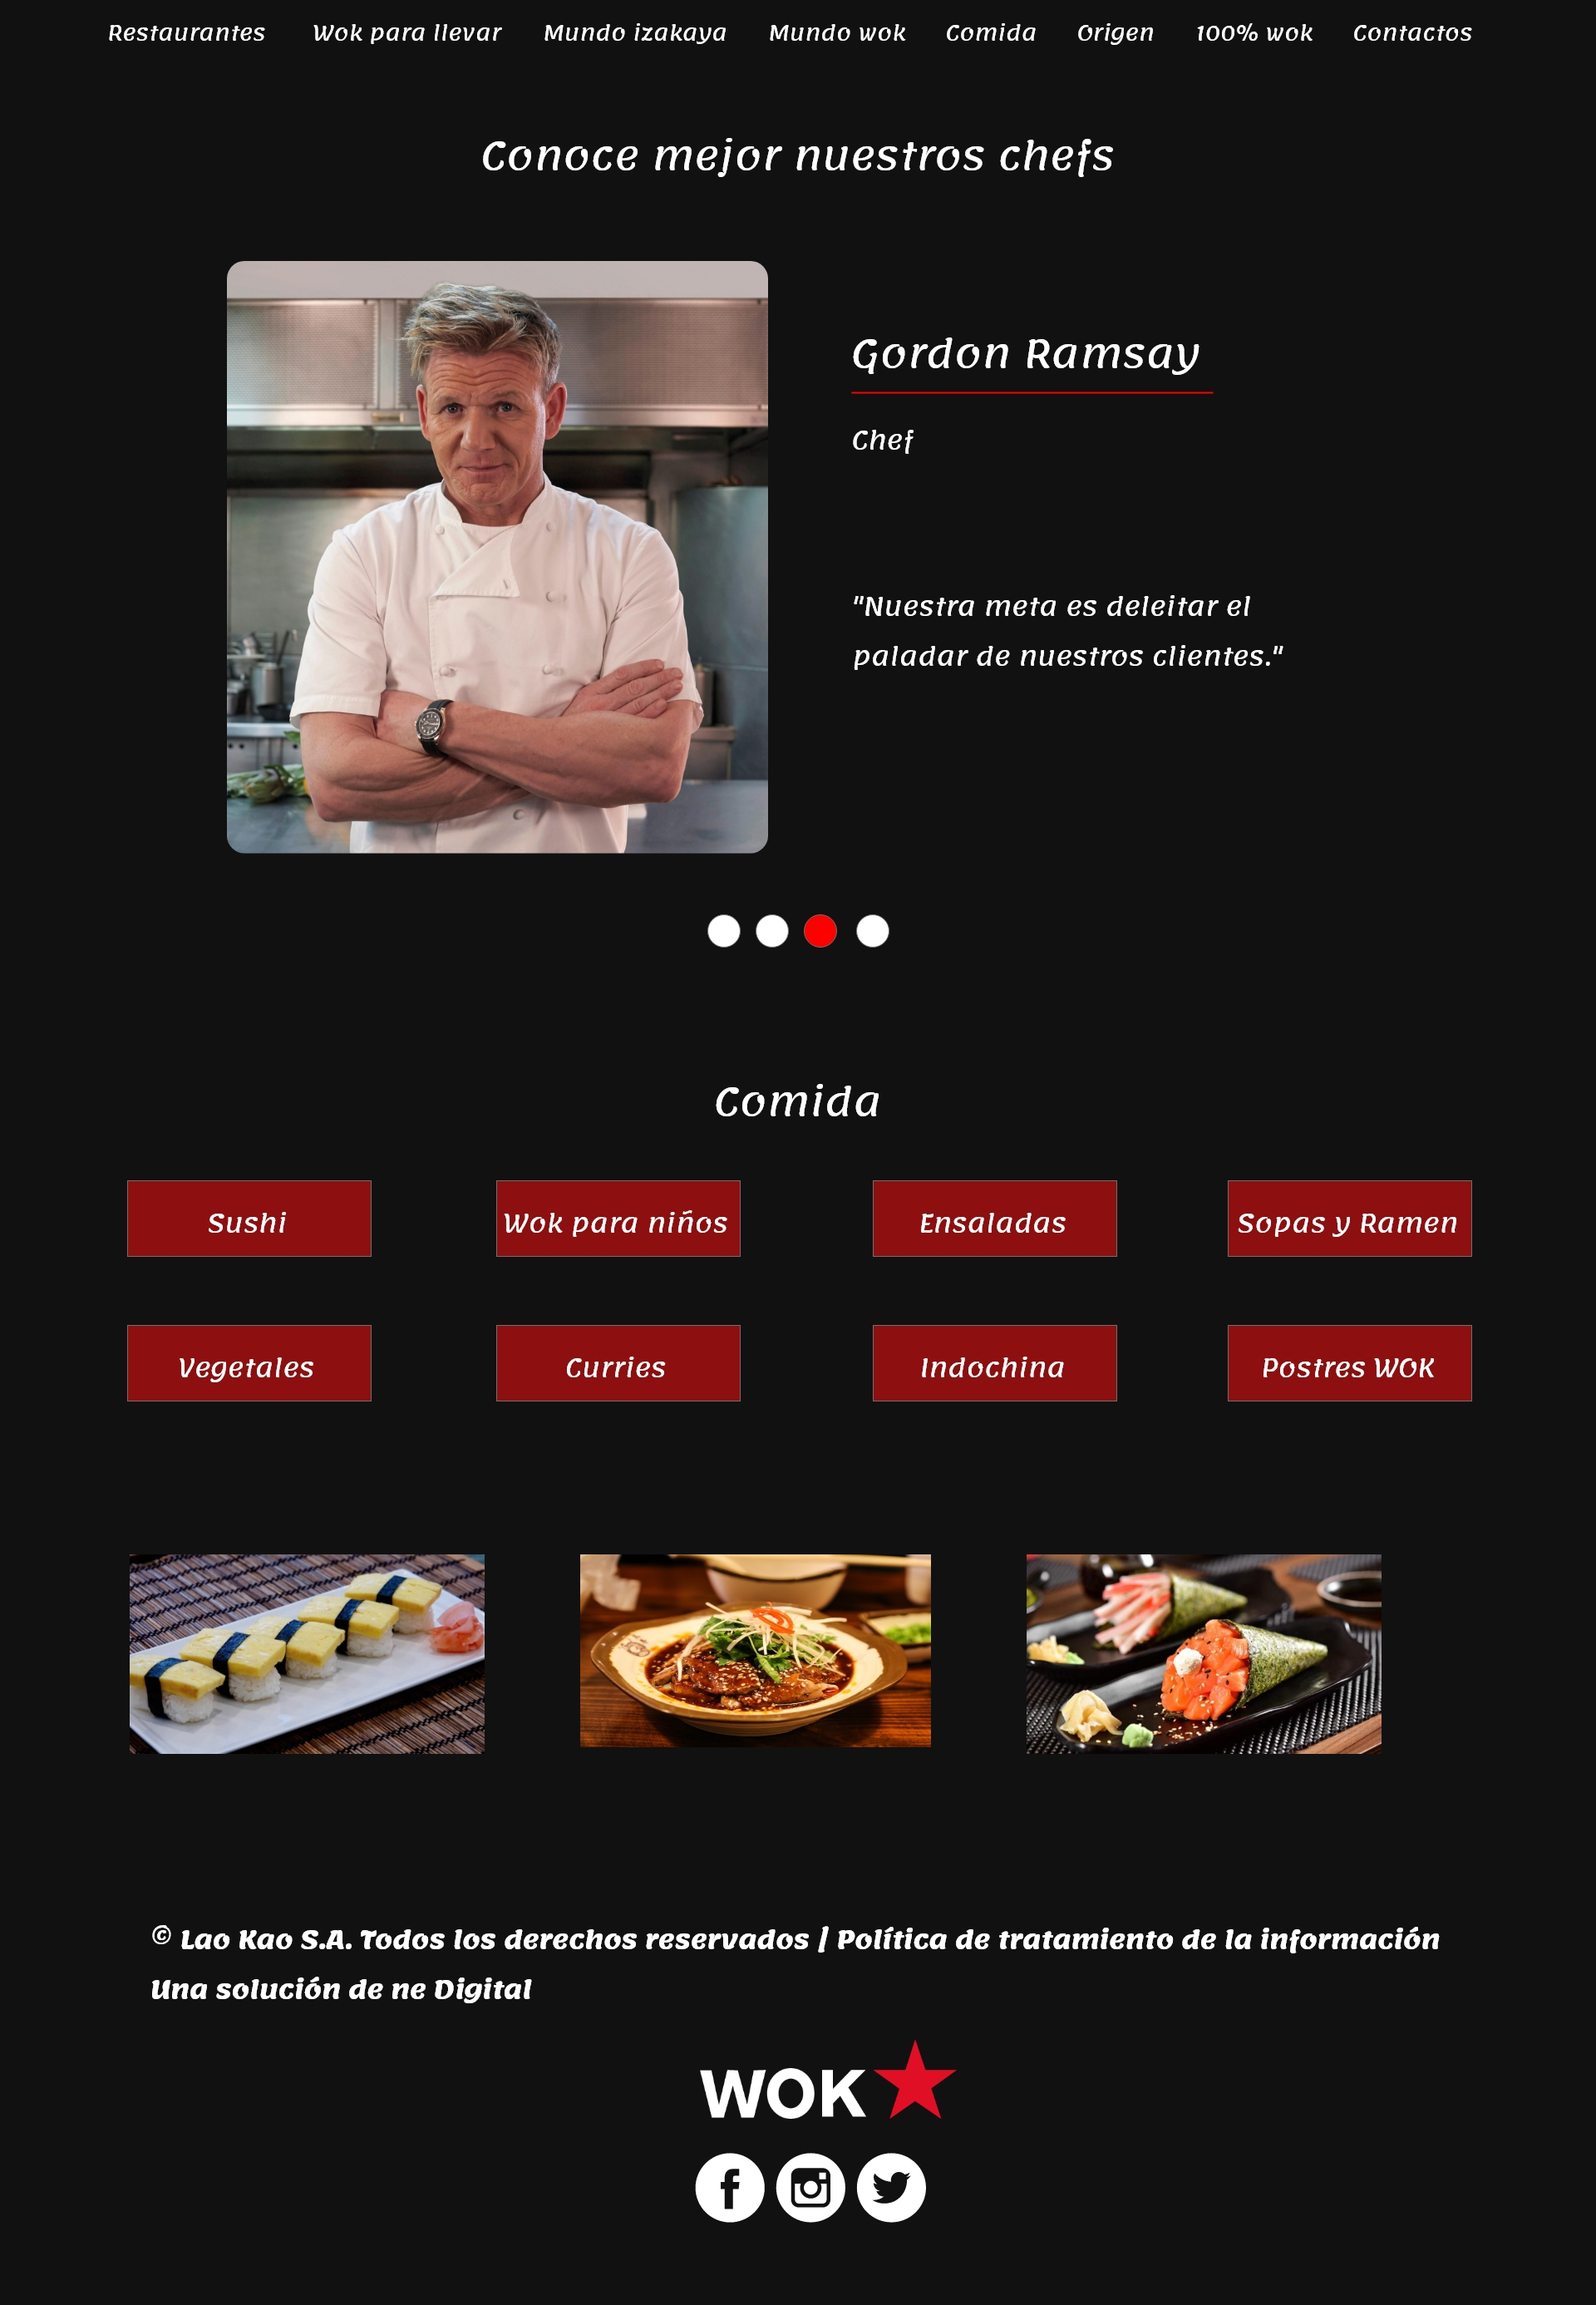 Restaurantes Wok para llevar Mundo izakaya Mundo wok Comida Origen 100% wok Contactos
Conoce mejor nuestros chefs
Gordon Ramsay
Chef
"Nuestra meta es deleitar el
paladar de nuestros clientes."
Comida
Sushi Wok para niños Ensaladas Sopas y Ramen
Vegetales Curries Indochina Postres WOK
© Lao Kao S.A. Todos los derechos reservados / Política de tratamiento de la información
Una solución de ne Digital
WOK